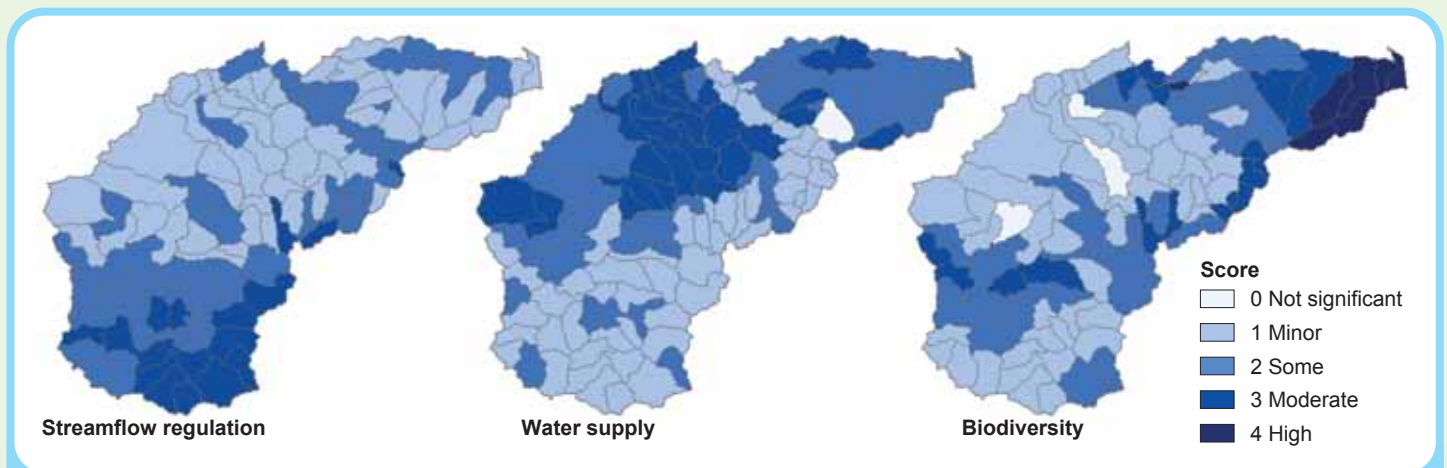 Score
0 Not significant
1 Minor
2 Some
3 Moderate
4 High
Streamflow regulation
Water supply
Biodiversity